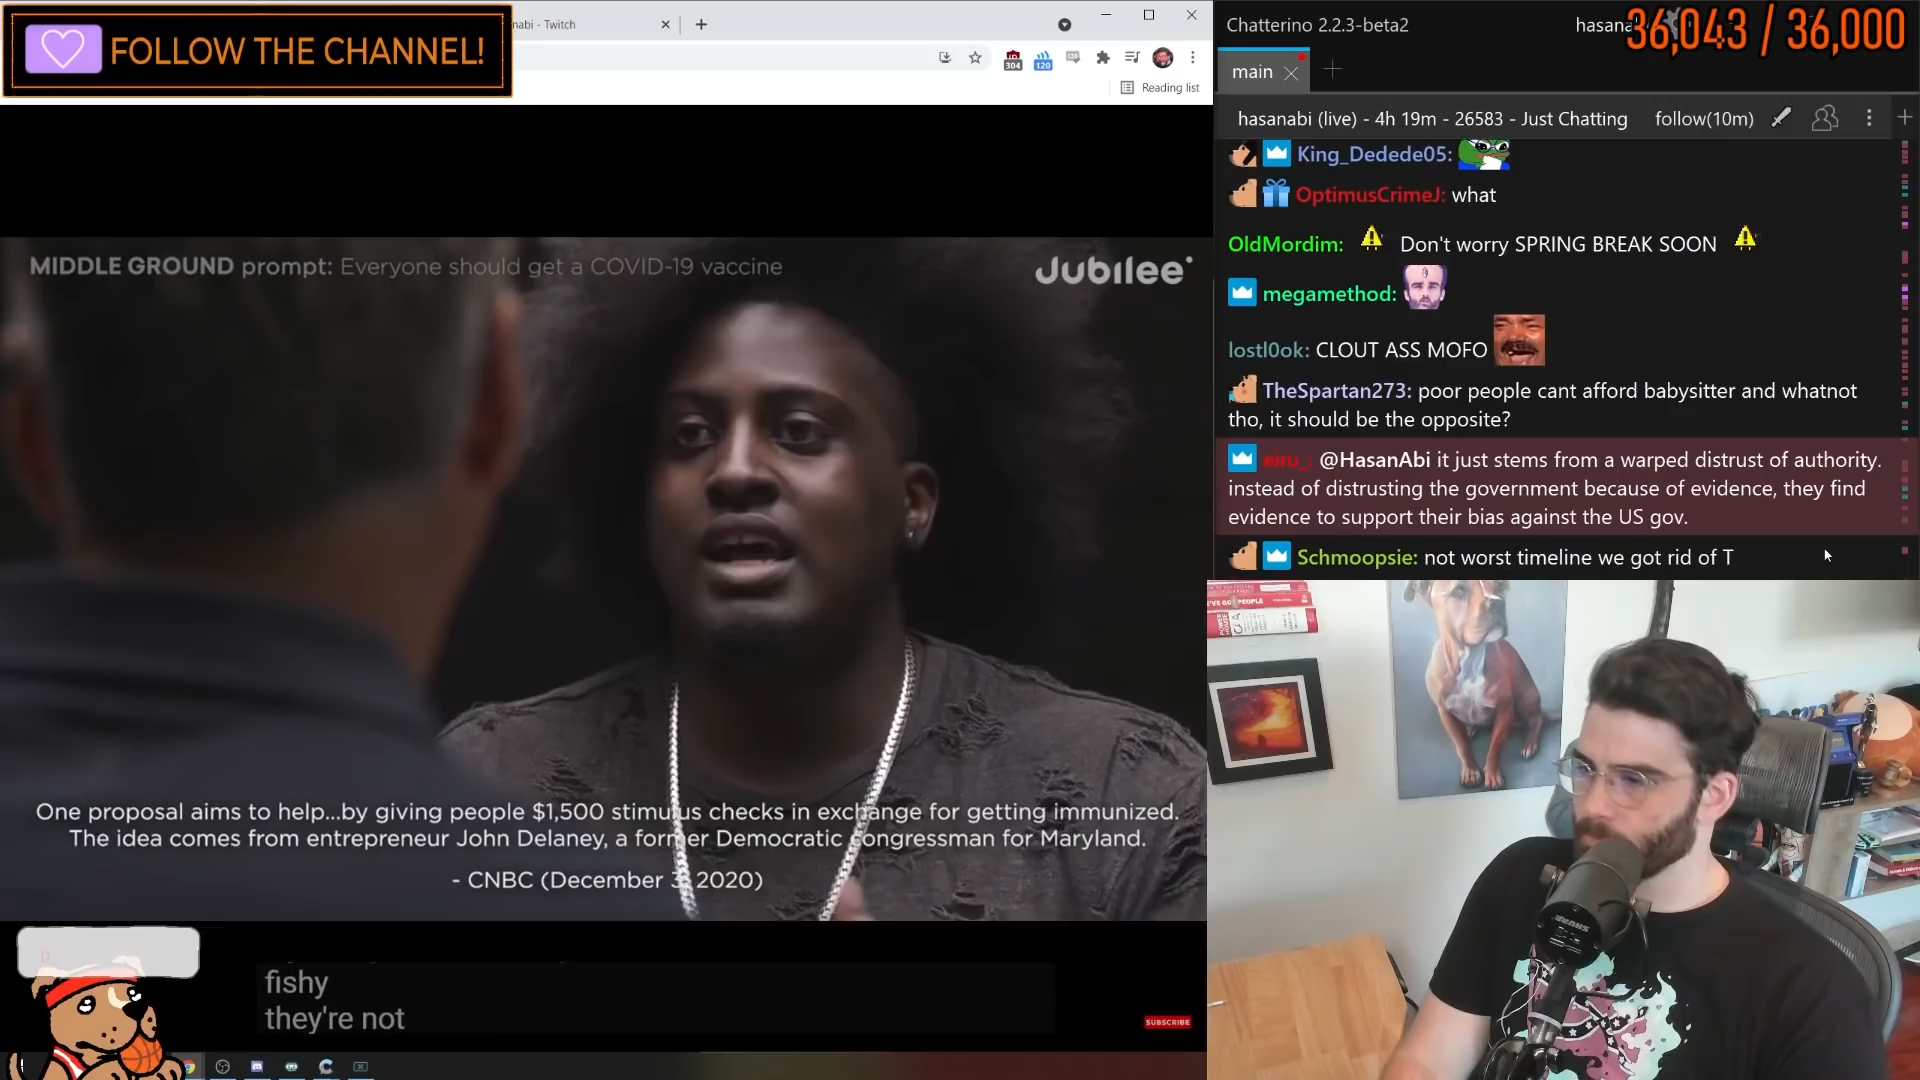 FOLLOW THE CHANNEL!
nabi - Twitch
304
120
Reading list
Chatterino 2.2.3-beta2
36,043 / 36,000
main
hasanabi (live) - 4h 19m - 26583 - Just Chatting
follow(10m)
King_Dedede05:
OptimusCrimeJ: what
OldMordim: Don't worry SPRING BREAK SOON
megamethod:
lostl0ok: CLOUT ASS MOFO
TheSpartan273: poor people cant afford babysitter and whatnot
tho, it should be the opposite?
eiru_: @HasanAbi it just stems from a warped distrust of authority.
instead of distrusting the government because of evidence, they find
evidence to support their bias against the US gov.
Schmoopsie: not worst timeline we got rid of T
MIDDLE GROUND prompt: Everyone should get a COVID-19 vaccine
Jubilee
One proposal aims to help...by giving people $1,500 stimulus checks in exchange for getting immunized.
The idea comes from entrepreneur John Delaney, a former Democratic congressman for Maryland.
- CNBC (December 3, 2020)
fishy
they're not
SUBSCRIBE